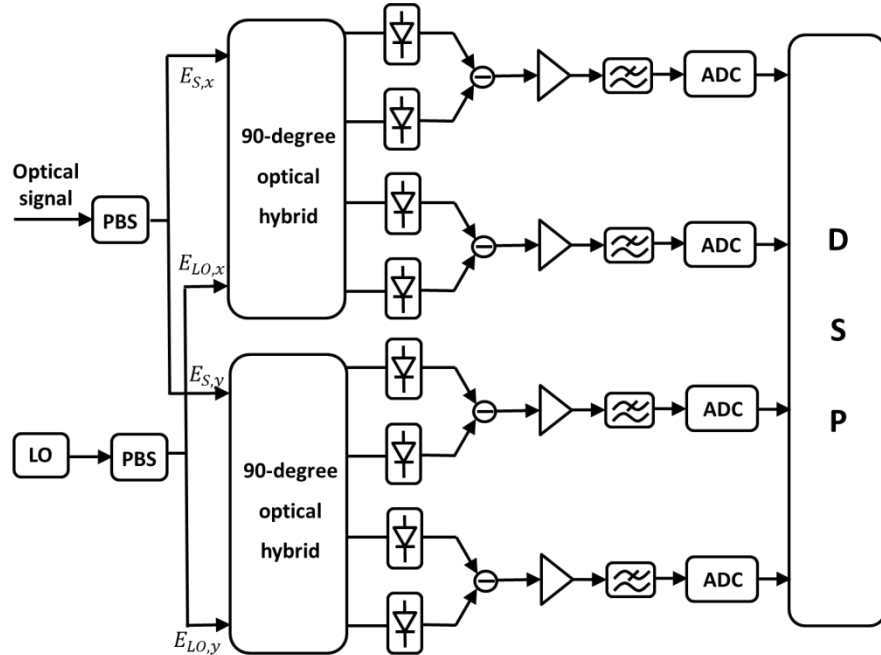 Optical
signal
PBS
E_{S,x}
E_{LO,x}
90-degree
optical
hybrid
ADC
ADC
LO
PBS
E_{S,y}
E_{LO,y}
90-degree
optical
hybrid
ADC
ADC
D
S
P